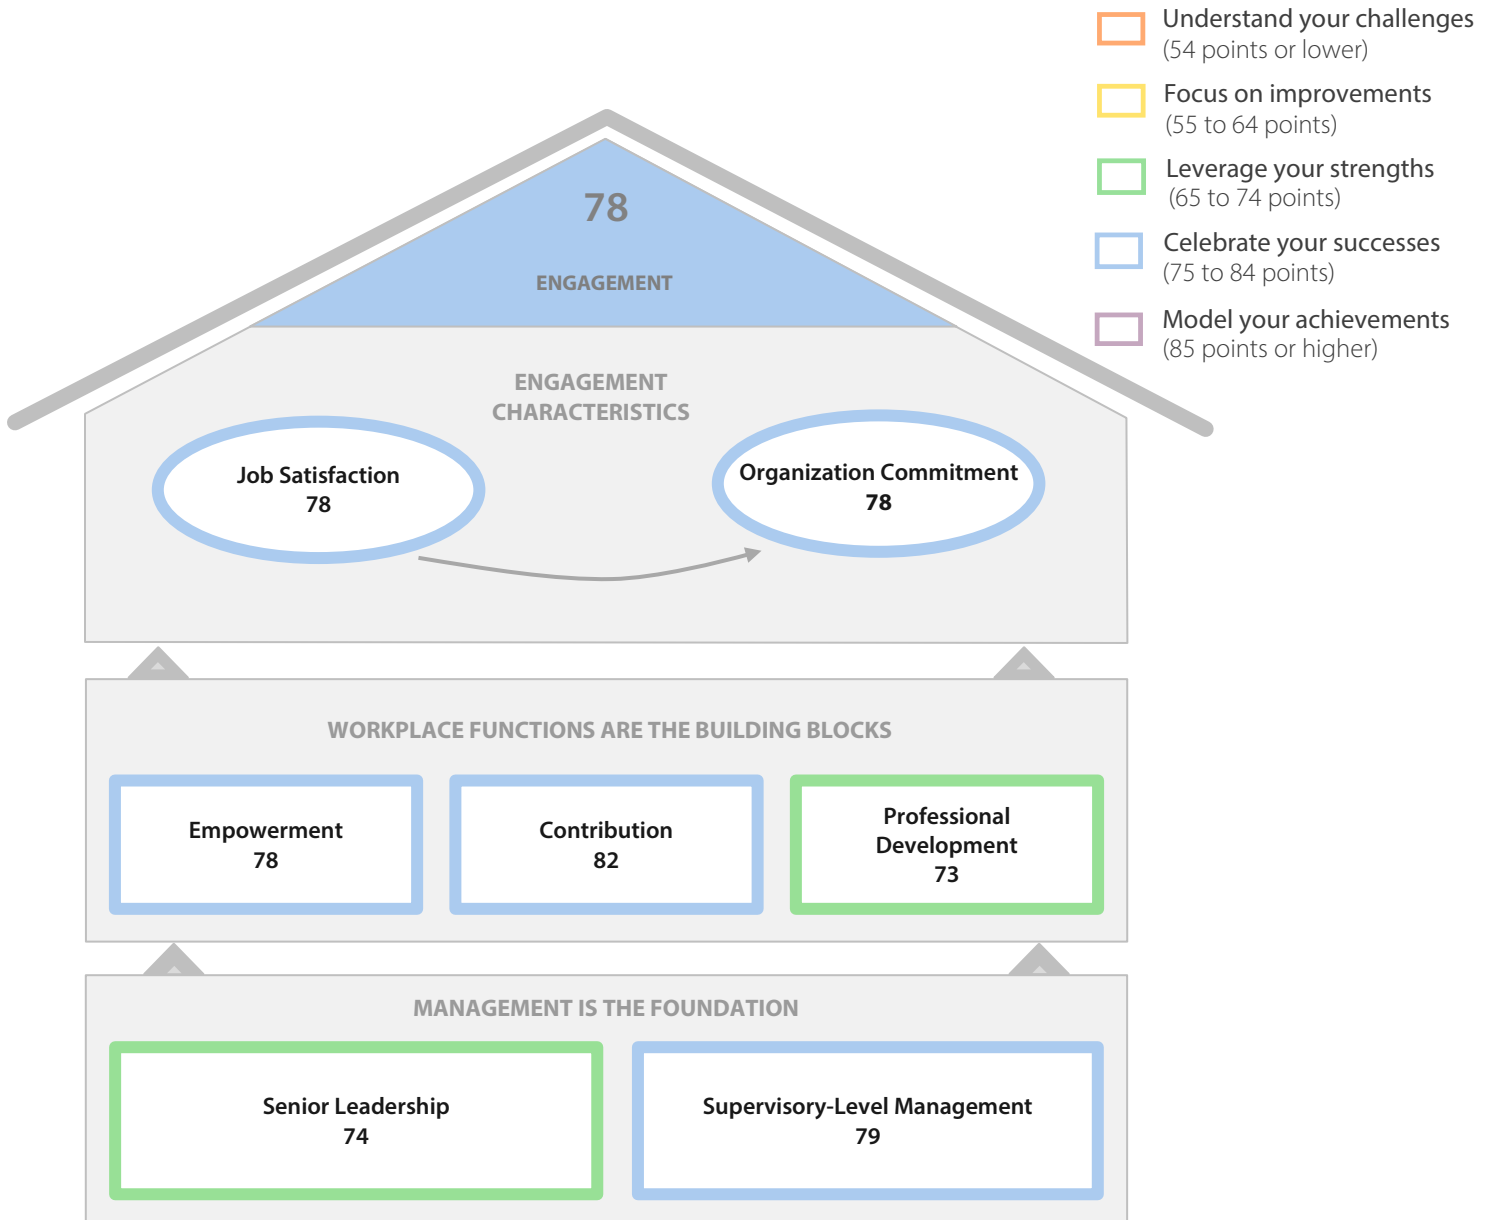 Understand your challenges
(54 points or lower)
Focus on improvements
(55 to 64 points)
Leverage your strengths
(65 to 74 points)
Celebrate your successes
(75 to 84 points)
Model your achievements
(85 points or higher)
78
ENGAGEMENT
ENGAGEMENT
CHARACTERISTICS
Job Satisfaction
78
Organization Commitment
78
WORKPLACE FUNCTIONS ARE THE BUILDING BLOCKS
Empowerment
78
Contribution
82
Professional
Development
73
MANAGEMENT IS THE FOUNDATION
Senior Leadership
74
Supervisory-Level Management
79